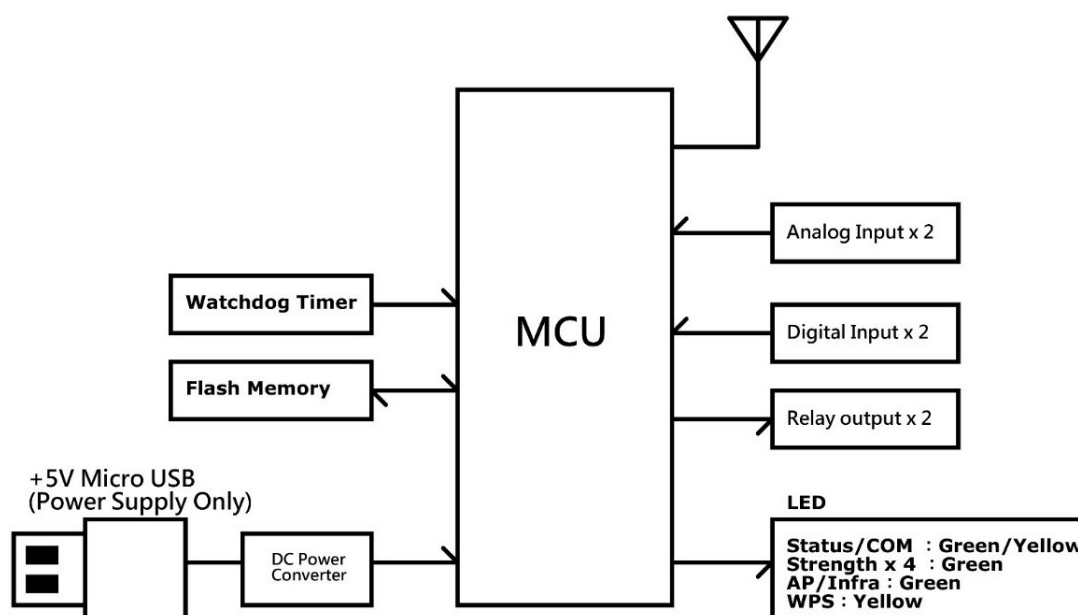 Analog Input x 2
Watchdog Timer
MCU
Digital Input x 2
Flash Memory
Relay output x 2
+5V Micro USB
(Power Supply Only)
DC Power
Converter
LED
Status/COM : Green/Yellow
Strength x 4 : Green
AP/Infra : Green
WPS : Yellow